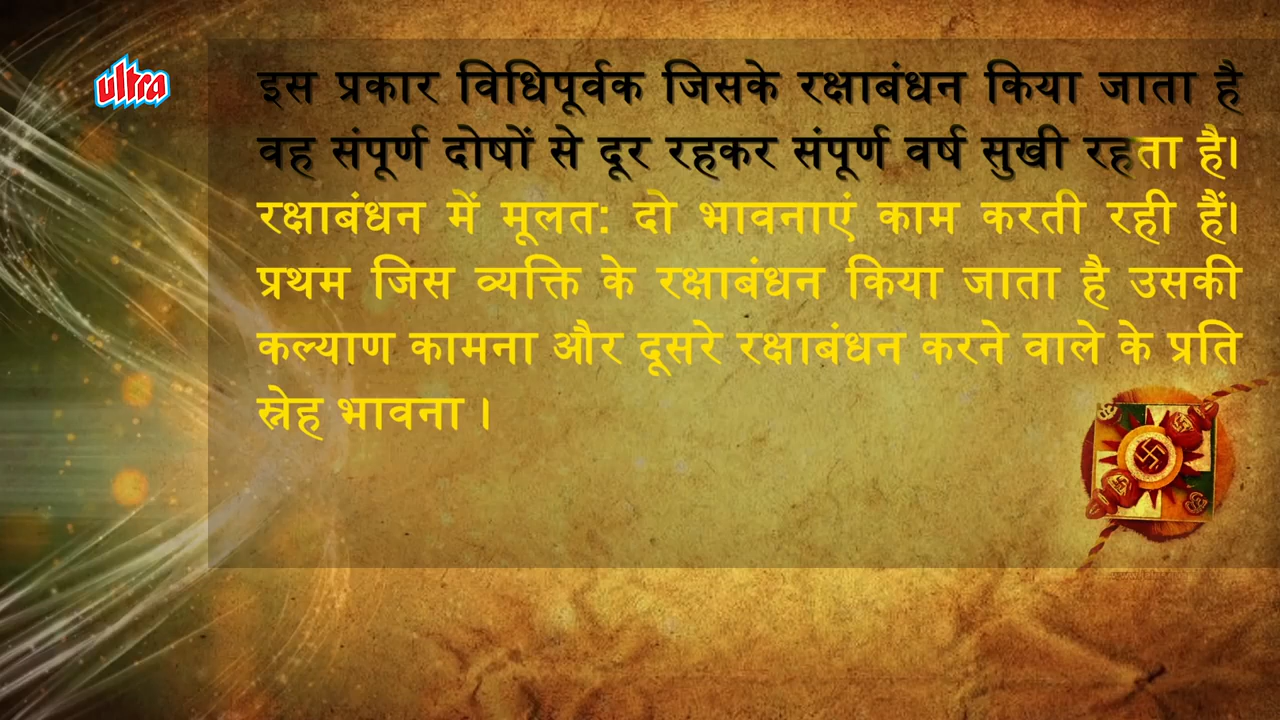 ultra
इस प्रकार विधिपूर्वक जिसके रक्षाबंधन किया जाता है
वह संपूर्ण दोषों से दूर रहकर संपूर्ण वर्ष सुखी रहता है।
रक्षाबंधन में मूलत: दो भावनाएं काम करती रही हैं।
प्रथम जिस व्यक्ति के रक्षाबंधन किया जाता है उसकी
कल्याण कामना और दूसरे रक्षाबंधन करने वाले के प्रति
स्नेह भावना ।